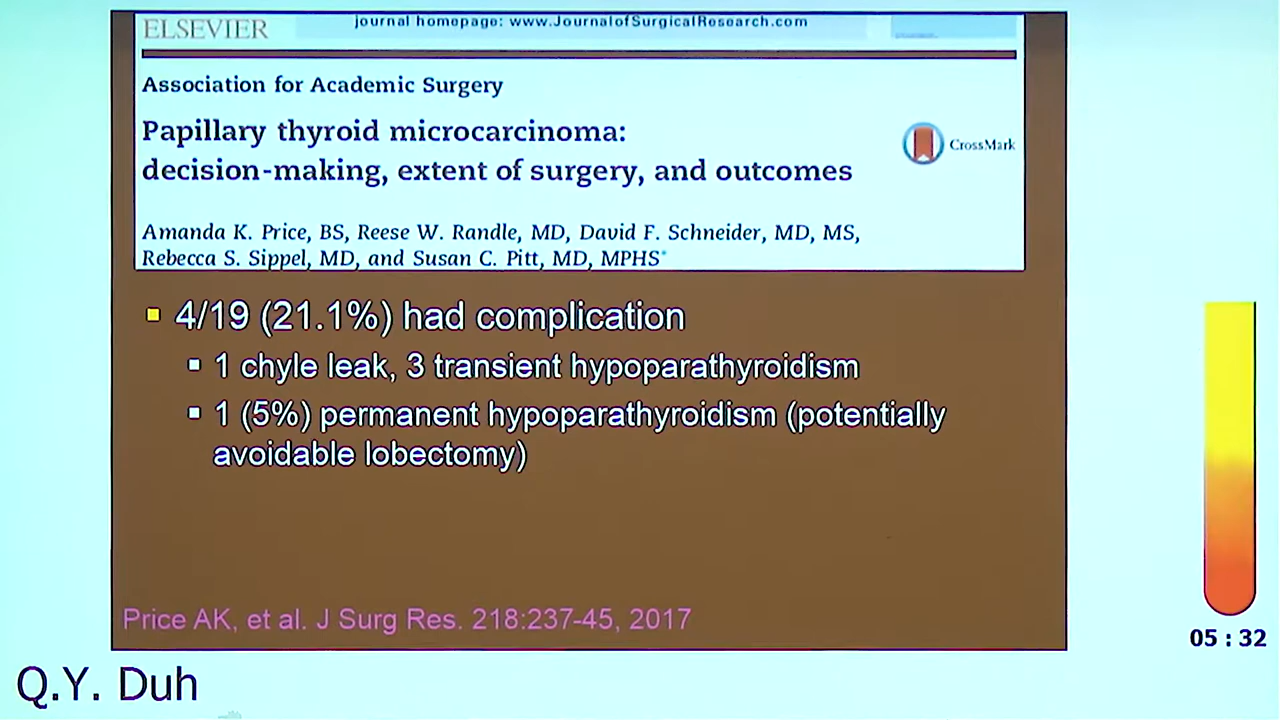 ELSEVIER
journal homepage: www.JournalofSurgicalResearch.com
Association for Academic Surgery
Papillary thyroid microcarcinoma:
decision-making, extent of surgery, and outcomes
CrossMark
Amanda K. Price, BS, Reese W. Randle, MD, David F. Schneider, MD, MS,
Rebecca S. Sippel, MD, and Susan C. Pitt, MD, MPHS*
4/19 (21.1%) had complication
1 chyle leak, 3 transient hypoparathyroidism
1 (5%) permanent hypoparathyroidism (potentially
avoidable lobectomy)
Price AK, et al. J Surg Res. 218:237-45, 2017
05 : 32
Q.Y. Duh